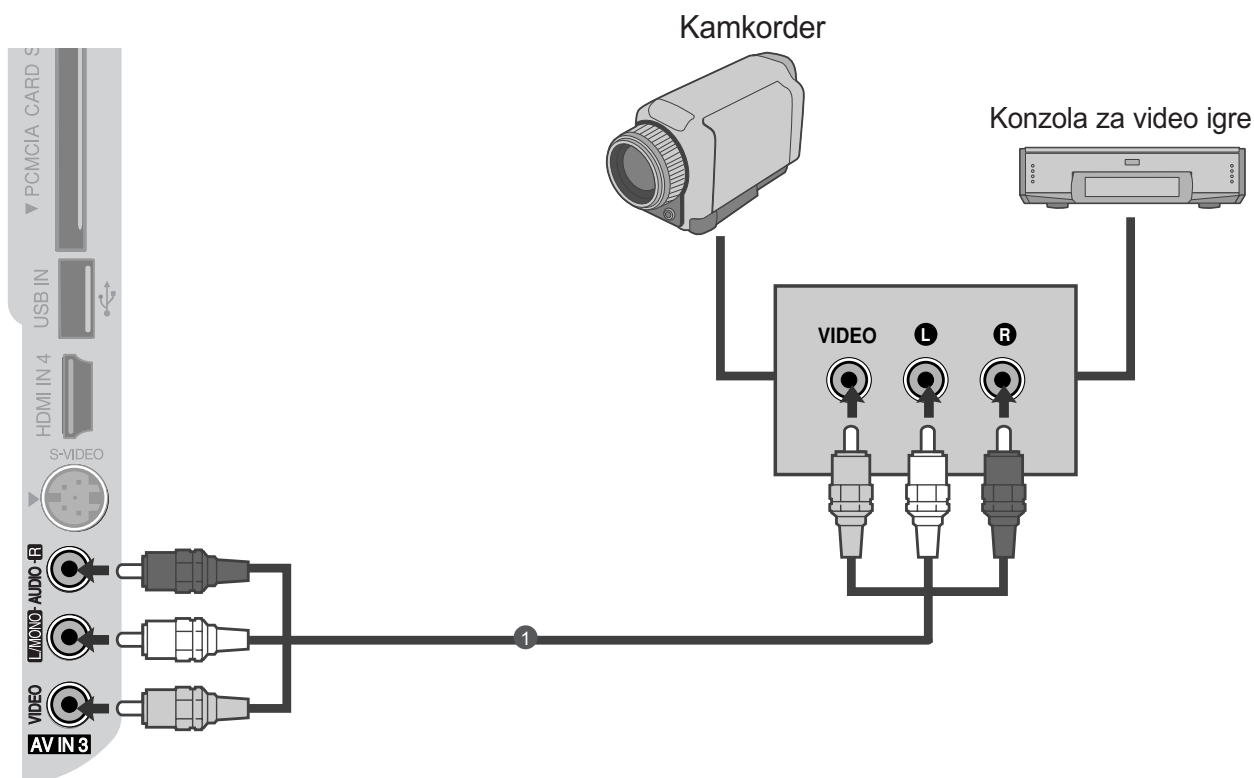 Kamkorder
Konzola za video igre
▼ PCMCIA CARD S
USB IN
HDMI IN 4
S-VIDEO
L/MONO- AUDIO -R
VIDEO
AV IN 3
VIDEO L R
1